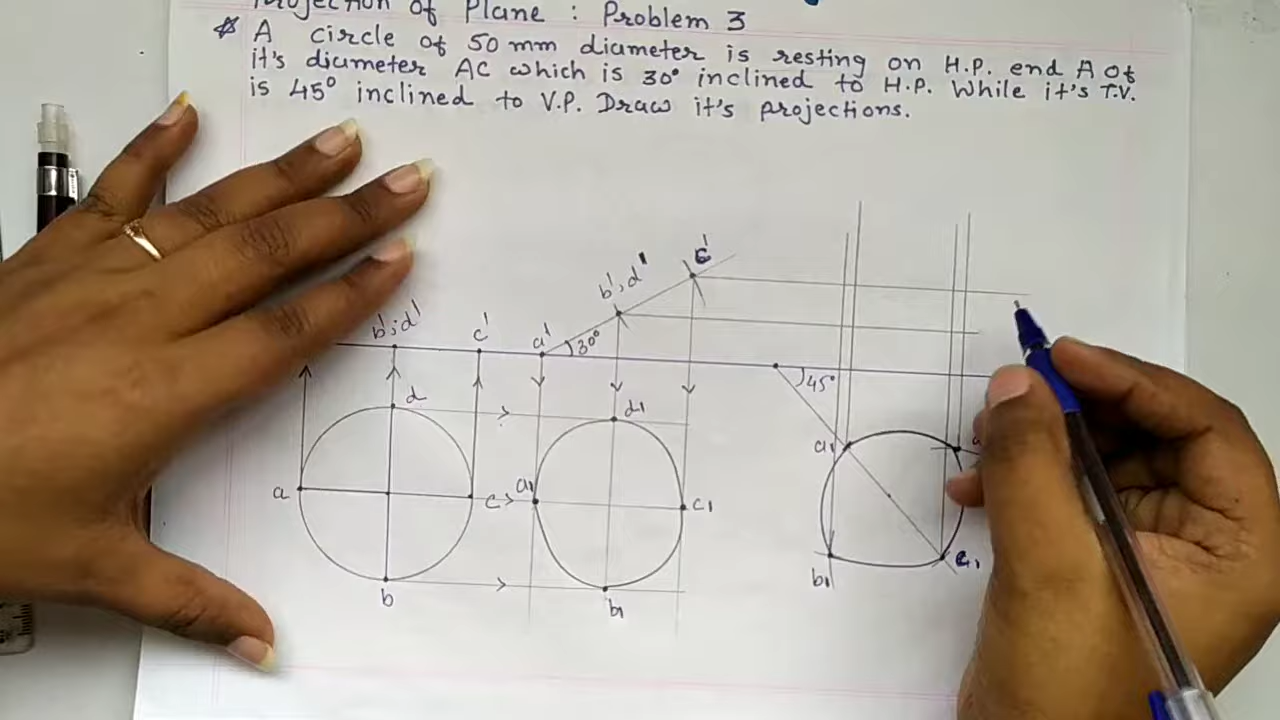 Projection of Plane : Problem 3
A circle of 50 mm diameter is resting on H.P. end A of
it's diameter AC which is 30° inclined to H.P. While it's T.V.
is 45° inclined to V.P. Draw it's projections.
c'
b', d'
b', d' c' a' 30°
45°
d d1
a1
a c a1 c1
c1
b1
b b1